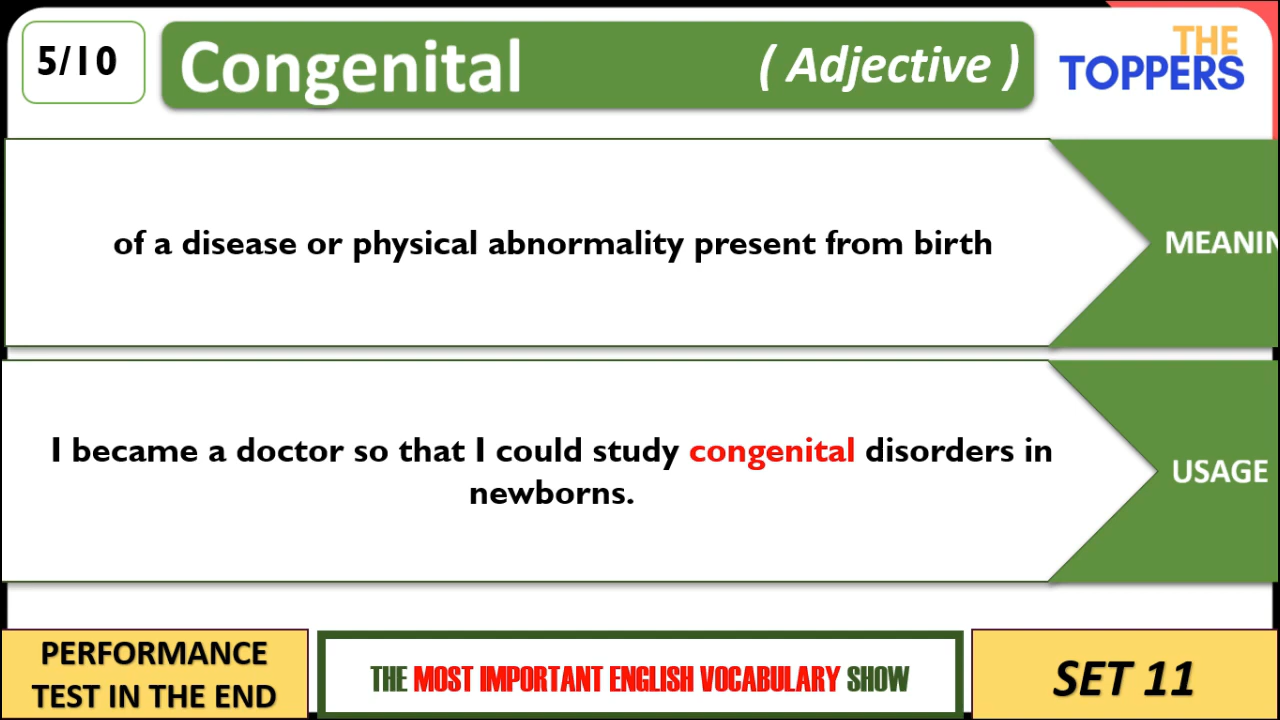 5/10
Congenital
( Adjective )
THE
TOPPERS
of a disease or physical abnormality present from birth
MEANIN
I became a doctor so that I could study congenital disorders in
newborns.
USAGE
PERFORMANCE
TEST IN THE END
THE MOST IMPORTANT ENGLISH VOCABULARY SHOW
SET 11